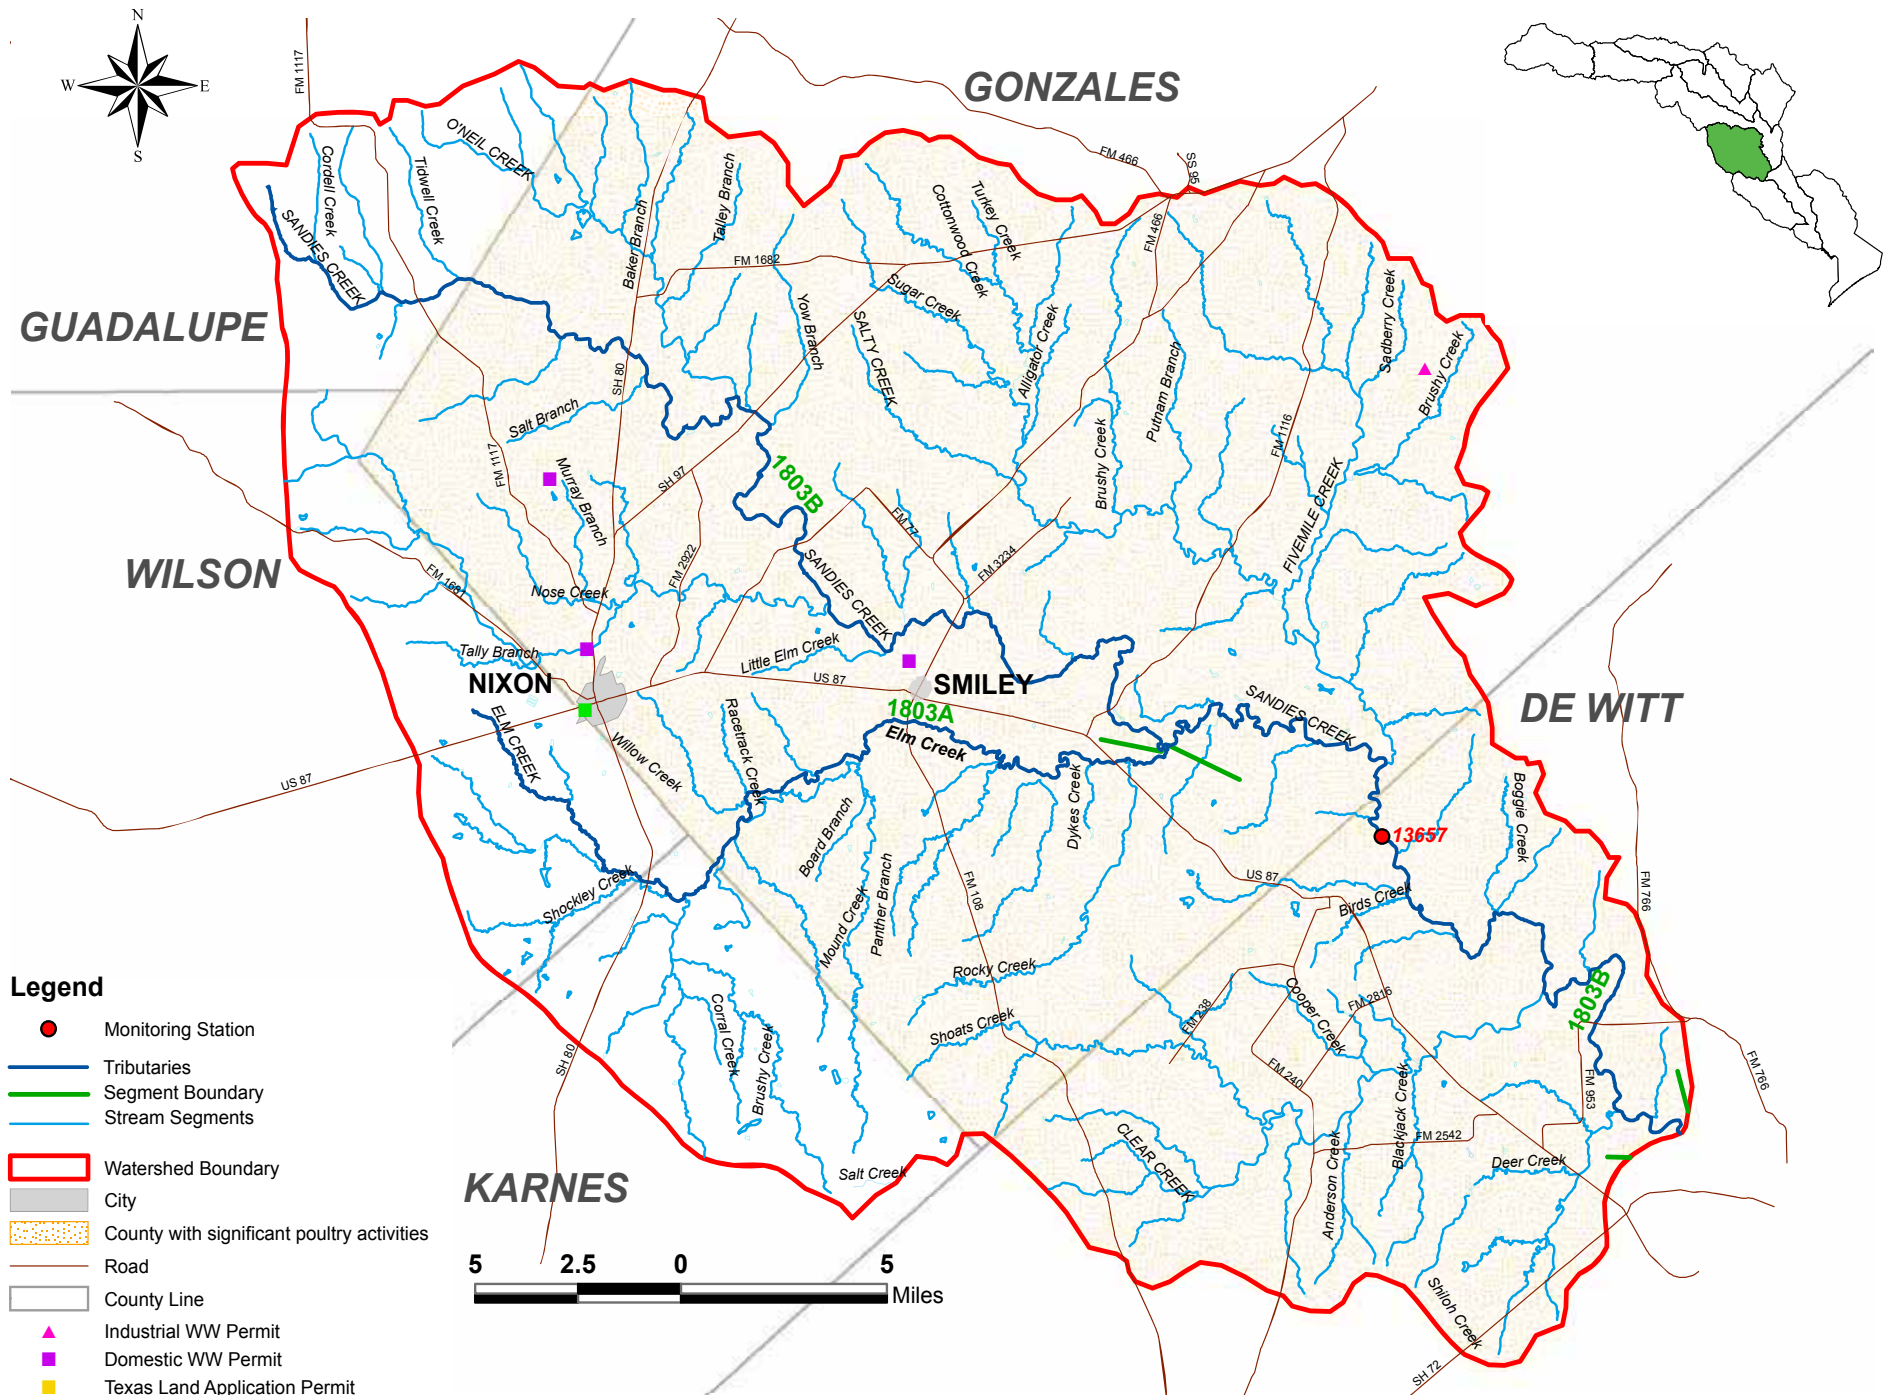 N
W
E
S
FM 1117
GONZALES
FM 466
SS 95
O'NEIL CREEK
Cordell Creek
Tidwell Creek
SANDIES CREEK
Baker Branch
Talley Branch
Cottonwood Creek
Turkey Creek
FM 466
FM 1682
Sugar Creek
Yow Branch
SALTY CREEK
Alligator Creek
Sadberry Creek
Brushy Creek
GUADALUPE
SH 80
Salt Branch
Putnam Branch
Brushy Creek
FM 1116
FM 1117
Murray Branch
SH 97
1803B
FM 77
FIVEMILE CREEK
FM 2922
FM 3234
SANDIES CREEK
WILSON
FM 1681
Nose Creek
Tally Branch
Little Elm Creek
NIXON
US 87
SMILEY
1803A
Elm Creek
SANDIES CREEK
DE WITT
ELM CREEK
Willow Creek
Racetrack Creek
US 87
Board Branch
Dykes Creek
Boggie Creek
13657
Shockley Creek
Mound Creek
Panther Branch
FM 108
US 87
Birds Creek
FM 766
Rocky Creek
Cooper Creek
FM 2816
FM 238
1803B
Corral Creek
Brushy Creek
Shoats Creek
SH 80
FM 240
FM 953
FM 766
Blackjack Creek
Anderson Creek
FM 2542
CLEAR CREEK
Deer Creek
Salt Creek
KARNES
Shiloh Creek
SH 72
5
2.5
0
5
Miles
Legend
Monitoring Station
Tributaries
Segment Boundary
Stream Segments
Watershed Boundary
City
County with significant poultry activities
Road
County Line
Industrial WW Permit
Domestic WW Permit
Texas Land Application Permit